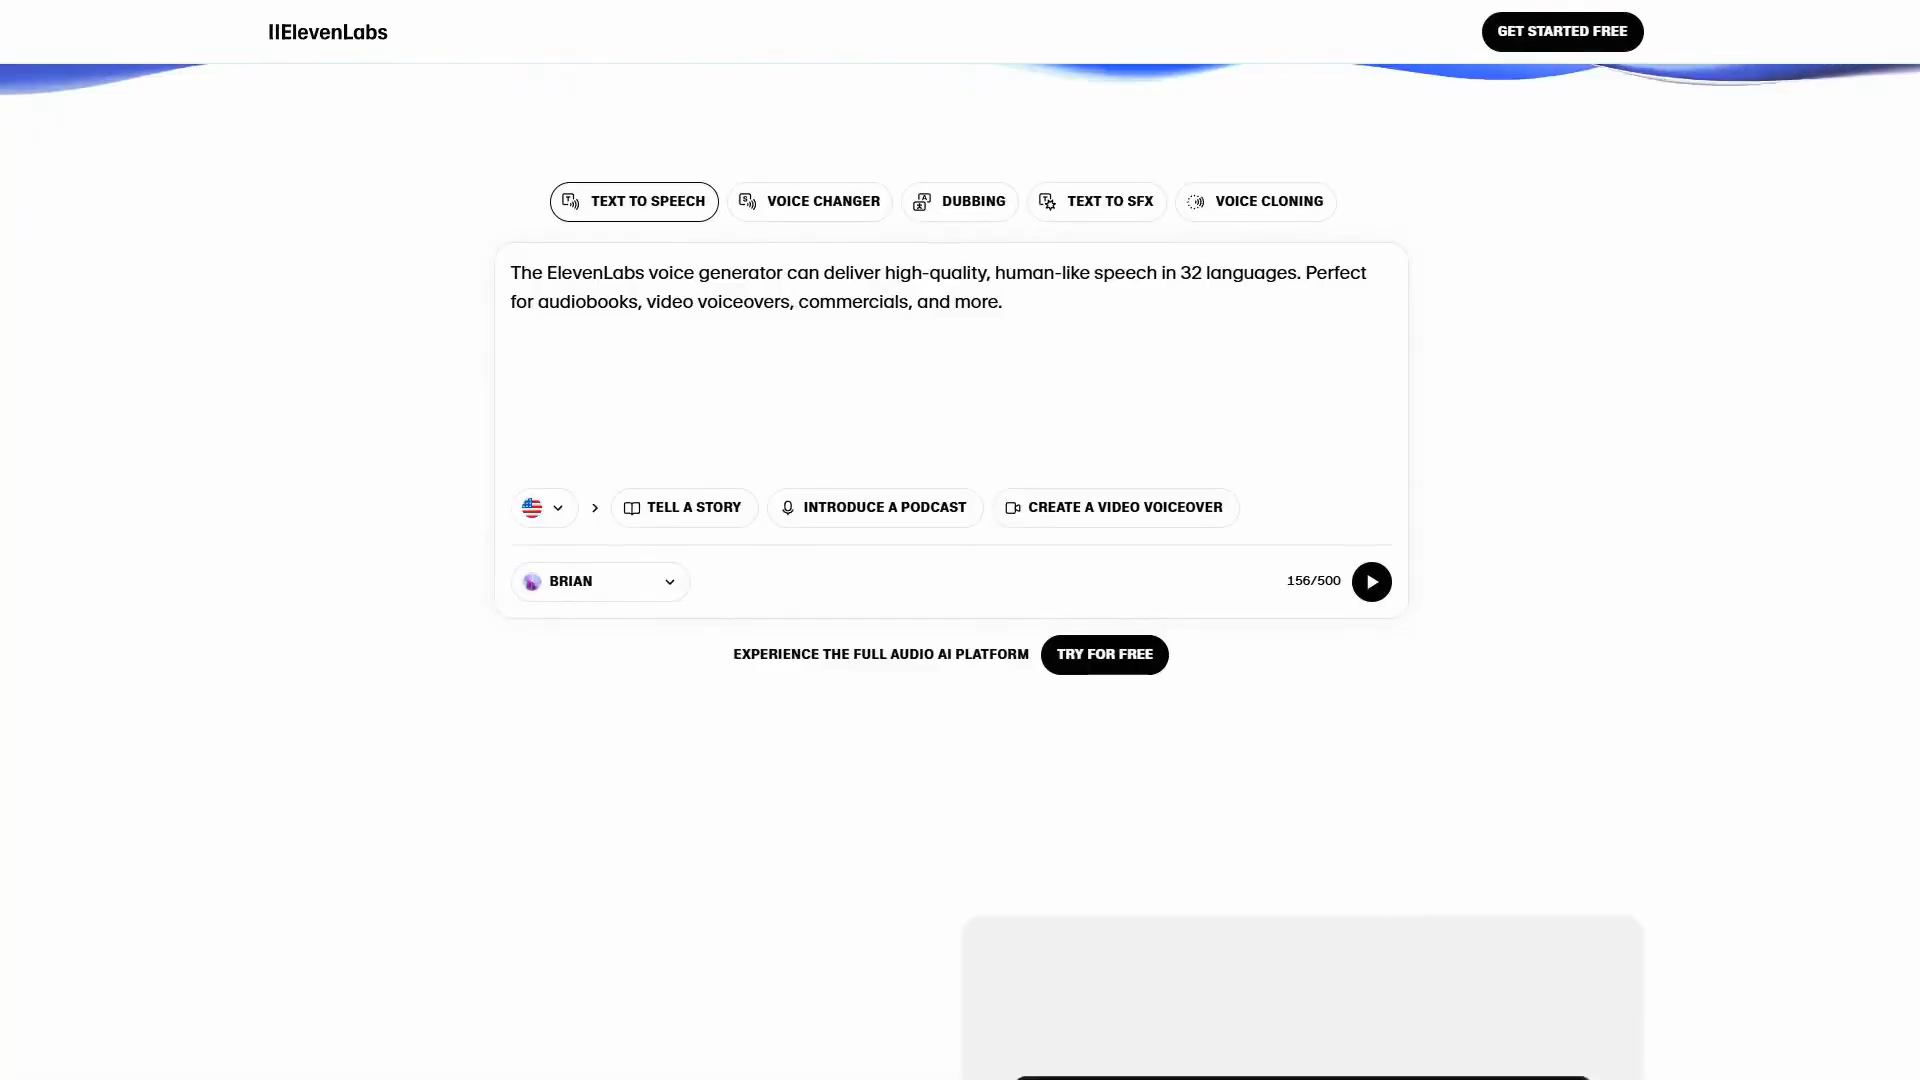 IIElevenLabs
GET STARTED FREE
TEXT TO SPEECH
VOICE CHANGER
DUBBING
TEXT TO SFX
VOICE CLONING
The ElevenLabs voice generator can deliver high-quality, human-like speech in 32 languages. Perfect
for audiobooks, video voiceovers, commercials, and more.
TELL A STORY
INTRODUCE A PODCAST
CREATE A VIDEO VOICEOVER
BRIAN
156/500
EXPERIENCE THE FULL AUDIO AI PLATFORM
TRY FOR FREE